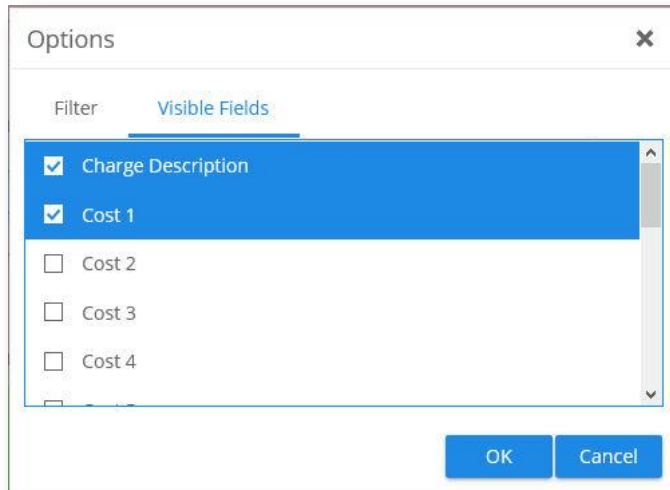 Options
Filter Visible Fields
Charge Description
Cost 1
Cost 2
Cost 3
Cost 4
OK Cancel